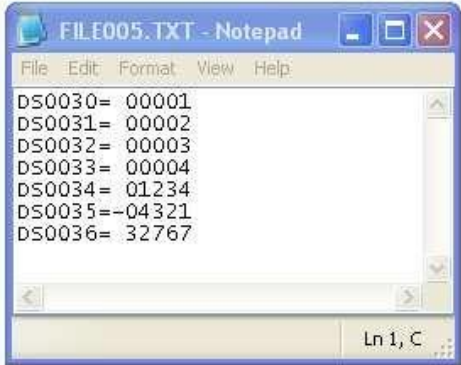 FILE005.TXT - Notepad
File Edit Format View Help
DS0030= 00001
DS0031= 00002
DS0032= 00003
DS0033= 00004
DS0034= 01234
DS0035=-04321
DS0036= 32767
Ln 1, C